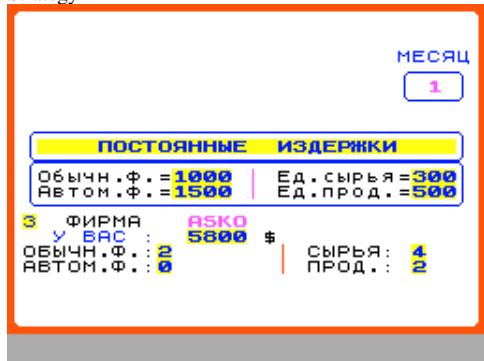 МЕСЯЦ
1
ПОСТОЯННЫЕ ИЗДЕРЖКИ
Обычн.Ф.=1000 Ед.сырья=300
Автом.Ф.=1500 Ед.прод.=500
3 ФИРМА ASKO
У ВАС : 5800 $
ОБЫЧН.Ф.:2 СЫРЬЯ: 4
АВТОМ.Ф.:0 ПРОД.: 2